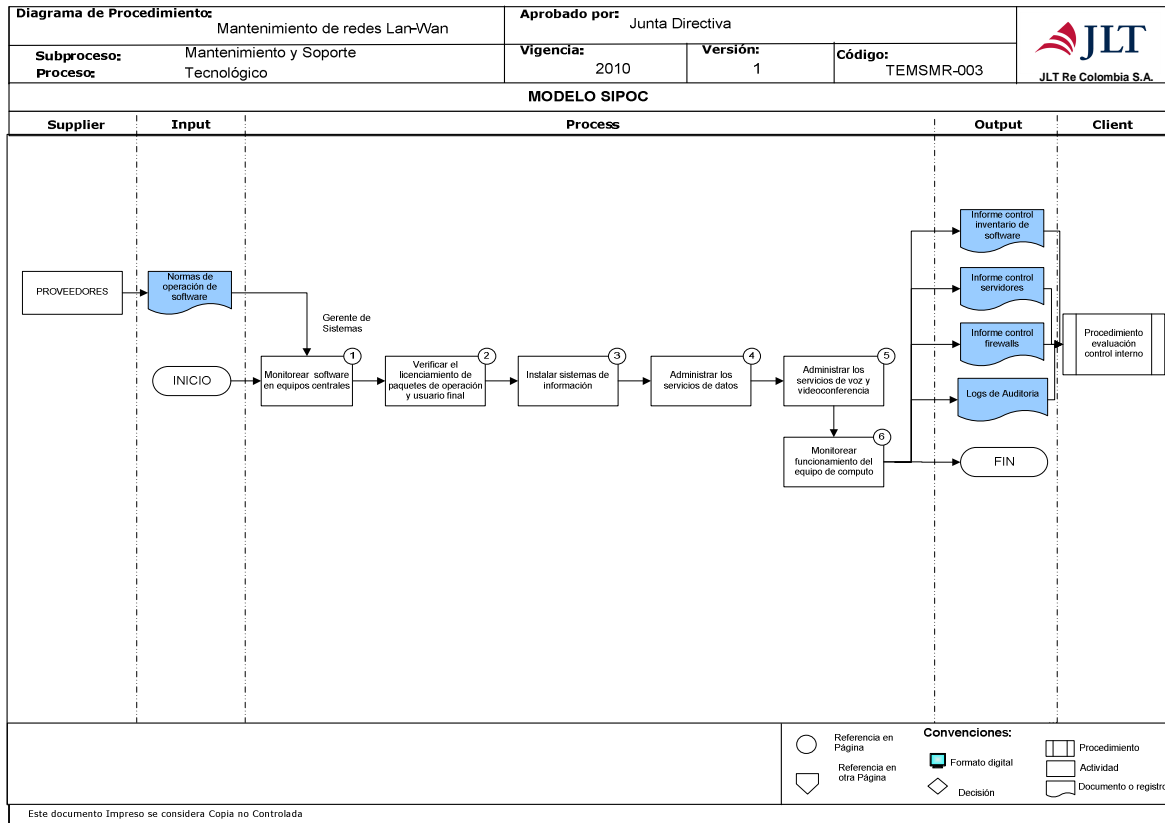 Diagrama de Procedimiento:
Mantenimiento de redes Lan-Wan
Aprobado por:
Junta Directiva
Subproceso:
Mantenimiento y Soporte
Proceso:
Tecnológico
Vigencia:
2010
Versión:
1
Código:
TEMSMR-003
JLT
JLT Re Colombia S.A.
MODELO SIPOC
Supplier
Input
Process
Output
Client
PROVEEDORES
Normas de
operación de
software
Gerente de
Sistemas
INICIO
1
Monitorear software
en equipos centrales
2
Verificar el
licenciamiento de
paquetes de operación
y usuario final
3
Instalar sistemas de
información
4
Administrar los
servicios de datos
5
Administrar los
servicios de voz y
videoconferencia
6
Monitorear
funcionamiento del
equipo de computo
Informe control
inventario de
software
Informe control
servidores
Informe control
firewalls
Logs de Auditoria
FIN
Procedimiento
evaluación
control interno
Convenciones:
Referencia en
Página
Referencia en
otra Página
Formato digital
Decisión
Procedimiento
Actividad
Documento o registro
Este documento Impreso se considera Copia no Controlada